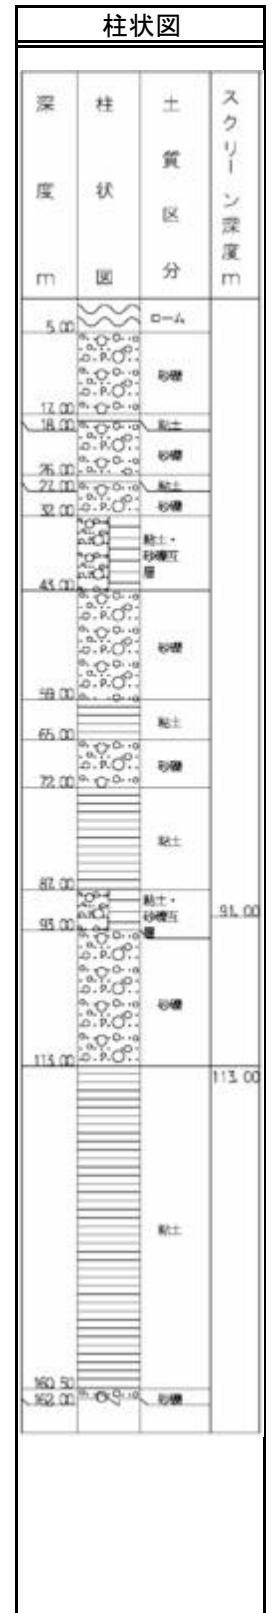 柱状図
深度m
柱状図
土質区分
スクリーン深度m
ローム
5.00
砂礫
17.00
18.00 粘土
砂礫
26.00
27.00 粘土
砂礫
32.00
粘土・
砂礫互
層
43.00
砂礫
59.00
粘土
65.00
砂礫
72.00
粘土
87.00
粘土・
砂礫互
層
91.00
93.00
砂礫
113.00
113.00
粘土
160.50
162.00 砂礫